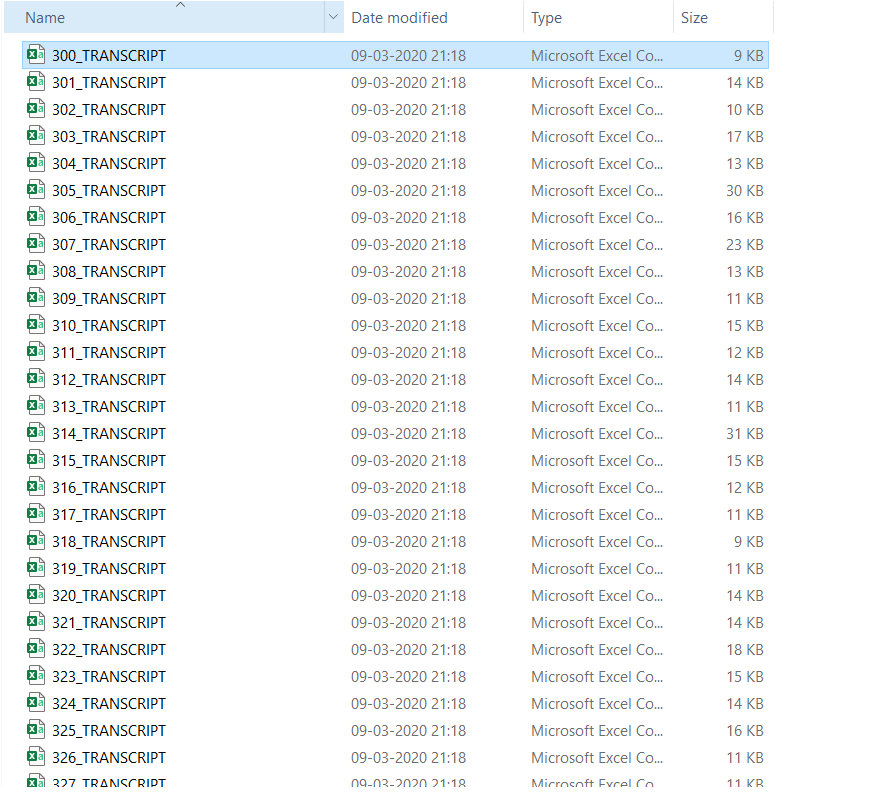 Name Date modified Type Size
300_TRANSCRIPT 09-03-2020 21:18 Microsoft Excel Co... 9 KB
301_TRANSCRIPT 09-03-2020 21:18 Microsoft Excel Co... 14 KB
302_TRANSCRIPT 09-03-2020 21:18 Microsoft Excel Co... 10 KB
303_TRANSCRIPT 09-03-2020 21:18 Microsoft Excel Co... 17 KB
304_TRANSCRIPT 09-03-2020 21:18 Microsoft Excel Co... 13 KB
305_TRANSCRIPT 09-03-2020 21:18 Microsoft Excel Co... 30 KB
306_TRANSCRIPT 09-03-2020 21:18 Microsoft Excel Co... 16 KB
307_TRANSCRIPT 09-03-2020 21:18 Microsoft Excel Co... 23 KB
308_TRANSCRIPT 09-03-2020 21:18 Microsoft Excel Co... 13 KB
309_TRANSCRIPT 09-03-2020 21:18 Microsoft Excel Co... 11 KB
310_TRANSCRIPT 09-03-2020 21:18 Microsoft Excel Co... 15 KB
311_TRANSCRIPT 09-03-2020 21:18 Microsoft Excel Co... 12 KB
312_TRANSCRIPT 09-03-2020 21:18 Microsoft Excel Co... 14 KB
313_TRANSCRIPT 09-03-2020 21:18 Microsoft Excel Co... 11 KB
314_TRANSCRIPT 09-03-2020 21:18 Microsoft Excel Co... 31 KB
315_TRANSCRIPT 09-03-2020 21:18 Microsoft Excel Co... 15 KB
316_TRANSCRIPT 09-03-2020 21:18 Microsoft Excel Co... 12 KB
317_TRANSCRIPT 09-03-2020 21:18 Microsoft Excel Co... 11 KB
318_TRANSCRIPT 09-03-2020 21:18 Microsoft Excel Co... 9 KB
319_TRANSCRIPT 09-03-2020 21:18 Microsoft Excel Co... 11 KB
320_TRANSCRIPT 09-03-2020 21:18 Microsoft Excel Co... 14 KB
321_TRANSCRIPT 09-03-2020 21:18 Microsoft Excel Co... 14 KB
322_TRANSCRIPT 09-03-2020 21:18 Microsoft Excel Co... 18 KB
323_TRANSCRIPT 09-03-2020 21:18 Microsoft Excel Co... 15 KB
324_TRANSCRIPT 09-03-2020 21:18 Microsoft Excel Co... 14 KB
325_TRANSCRIPT 09-03-2020 21:18 Microsoft Excel Co... 16 KB
326_TRANSCRIPT 09-03-2020 21:18 Microsoft Excel Co... 11 KB
327_TRANSCRIPT 09-03-2020 21:18 Microsoft Excel Co... 11 KB